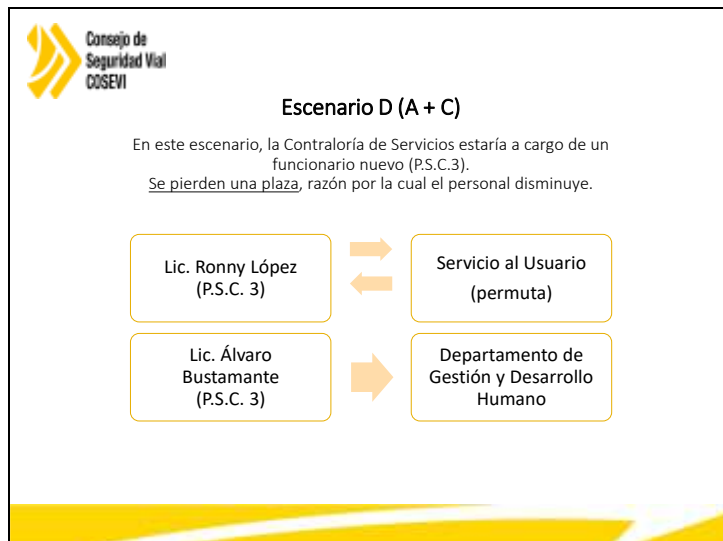 Consejo de
Seguridad Vial
COSEVI
Escenario D (A + C)
En este escenario, la Contraloría de Servicios estaría a cargo de un
funcionario nuevo (P.S.C.3).
Se pierden una plaza, razón por la cual el personal disminuye.
Lic. Ronny López
(P.S.C. 3)
Servicio al Usuario
(permuta)
Lic. Álvaro
Bustamante
(P.S.C. 3)
Departamento de
Gestión y Desarrollo
Humano